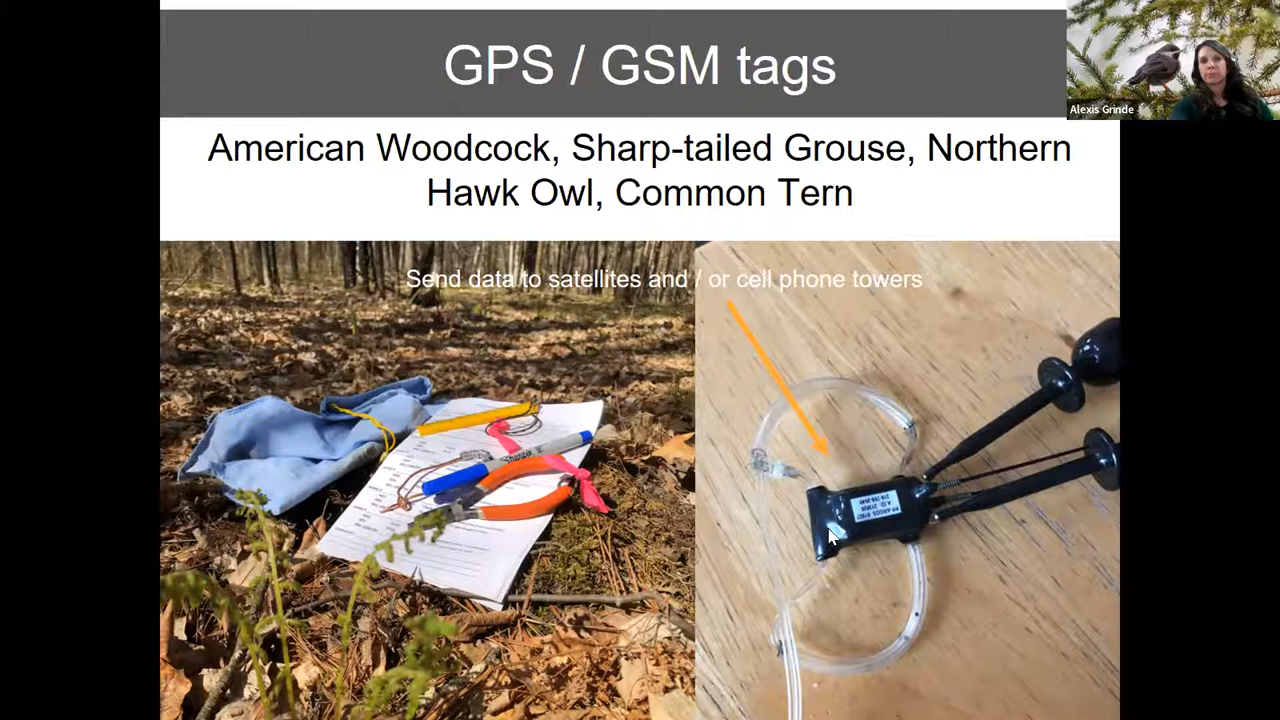 GPS / GSM tags
Alexis Grinde
American Woodcock, Sharp-tailed Grouse, Northern
Hawk Owl, Common Tern
Send data to satellites and / or cell phone towers
Sharpie